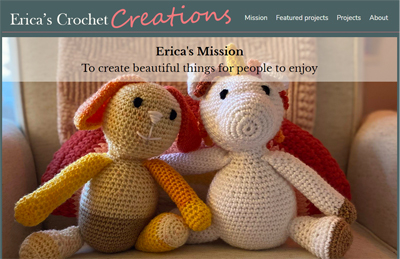 Erica's Crochet Creations
Mission Featured projects Projects About
Erica's Mission
To create beautiful things for people to enjoy